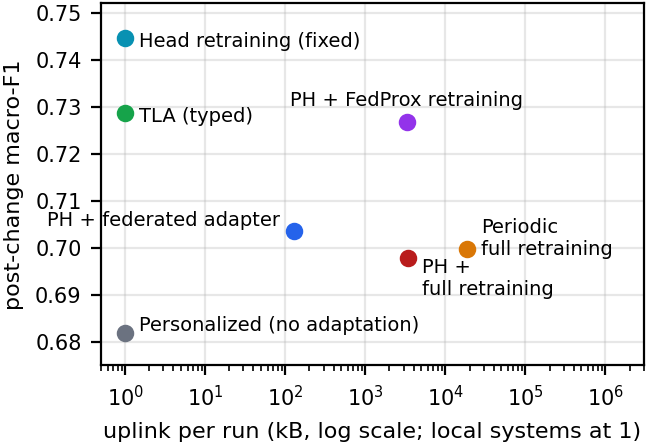 0.75
Head retraining (fixed)
0.74
PH + FedProx retraining
0.73
TLA (typed)
0.72
0.71
PH + federated adapter
Periodic
full retraining
0.70
PH +
full retraining
0.69
Personalized (no adaptation)
0.68
post-change macro-F1
10⁰ 10¹ 10² 10³ 10⁴ 10⁵ 10⁶
uplink per run (kB, log scale; local systems at 1)